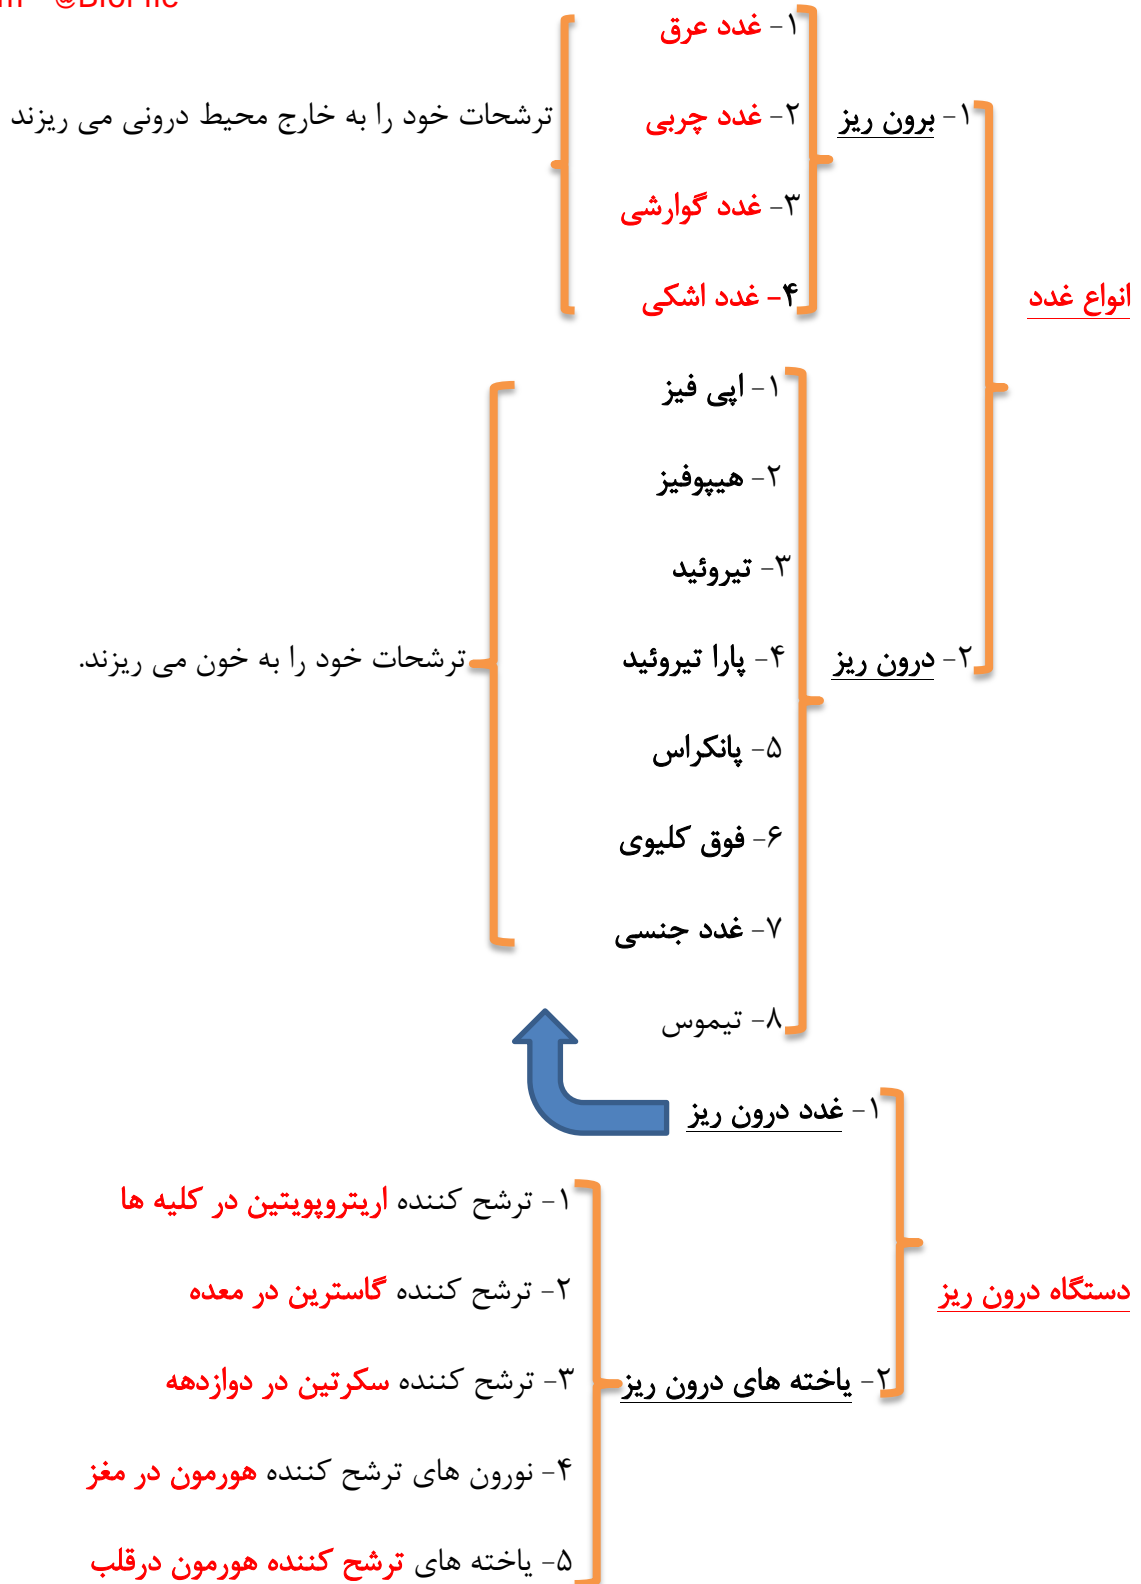 @BioFile
۱- غدد عرق
۱- برون ریز
۲- غدد چربی
ترشحات خود را به خارج محیط درونی می ریزند
۳- غدد گوارشی
۴- غدد اشکی
انواع غدد
۱- اپی فیز
۲- هیپوفیز
۳- تیروئید
۲- درون ریز
۴- پارا تیروئید
ترشحات خود را به خون می ریزند.
۵- پانکراس
۶- فوق کلیوی
۷- غدد جنسی
۸- تیموس
۱- غدد درون ریز
۱- ترشح کننده اریتروپویتین در کلیه ها
۲- ترشح کننده گاسترین در معده
دستگاه درون ریز
۲- یاخته های درون ریز
۳- ترشح کننده سکرتین در دوازدهه
۴- نورون های ترشح کننده هورمون در مغز
۵- یاخته های ترشح کننده هورمون درقلب